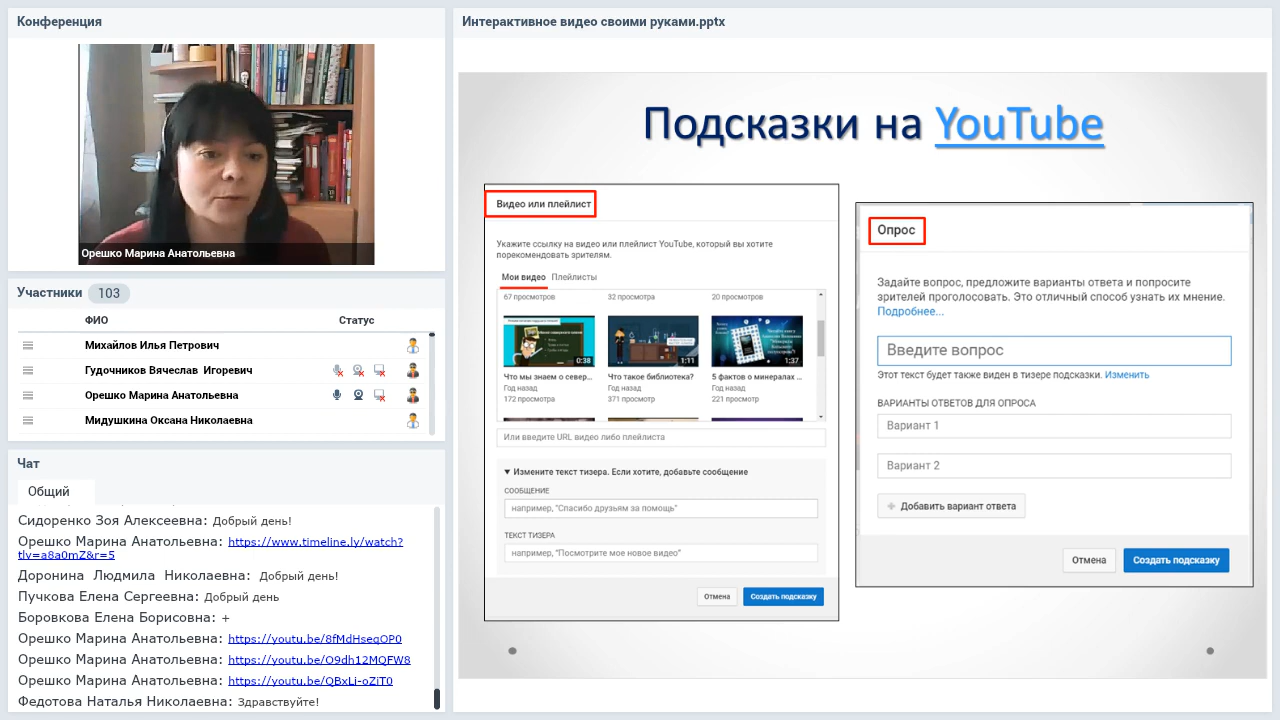 Конференция
Орешко Марина Анатольевна
Участники 103
ФИО Статус
Михайлов Илья Петрович
Гудочников Вячеслав Игоревич
Орешко Марина Анатольевна
Мидушкина Оксана Николаевна
Чат
Общий
Сидоренко Зоя Алексеевна: Добрый день!
Орешко Марина Анатольевна: https://www.timeline.ly/watch?
tly=a8a0mZ&r=5
Доронина Людмила Николаевна: Добрый день!
Пучкова Елена Сергеевна: Добрый день
Боровкова Елена Борисовна: +
Орешко Марина Анатольевна: https://youtu.be/8fMdHseqOP0
Орешко Марина Анатольевна: https://youtu.be/O9dh12MQFW8
Орешко Марина Анатольевна: https://youtu.be/QBxLi-oZiT0
Федотова Наталья Николаевна: Здравствуйте!
Интерактивное видео своими руками.pptx
Подсказки на YouTube
Видео или плейлист
Укажите ссылку на видео или плейлист YouTube, который вы хотите
порекомендовать зрителям.
Мои видео Плейлисты
67 просмотров 32 просмотра 20 просмотров
0:38 1:11 1:37
Что мы знаем о север... Что такое библиотека? 5 фактов о минералах ...
Год назад Год назад Год назад
172 просмотра 371 просмотр 221 просмотр
Или введите URL видео либо плейлиста
▼ Измените текст тизера. Если хотите, добавьте сообщение
СООБЩЕНИЕ
например, "Спасибо друзьям за помощь"
ТЕКСТ ТИЗЕРА
например, "Посмотрите мое новое видео"
Отмена Создать подсказку
Опрос
Задайте вопрос, предложите варианты ответа и попросите
зрителей проголосовать. Это отличный способ узнать их мнение.
Подробнее...
Введите вопрос
Этот текст будет также виден в тизере подсказки. Изменить
ВАРИАНТЫ ОТВЕТОВ ДЛЯ ОПРОСА
Вариант 1
Вариант 2
+ Добавить вариант ответа
Отмена Создать подсказку